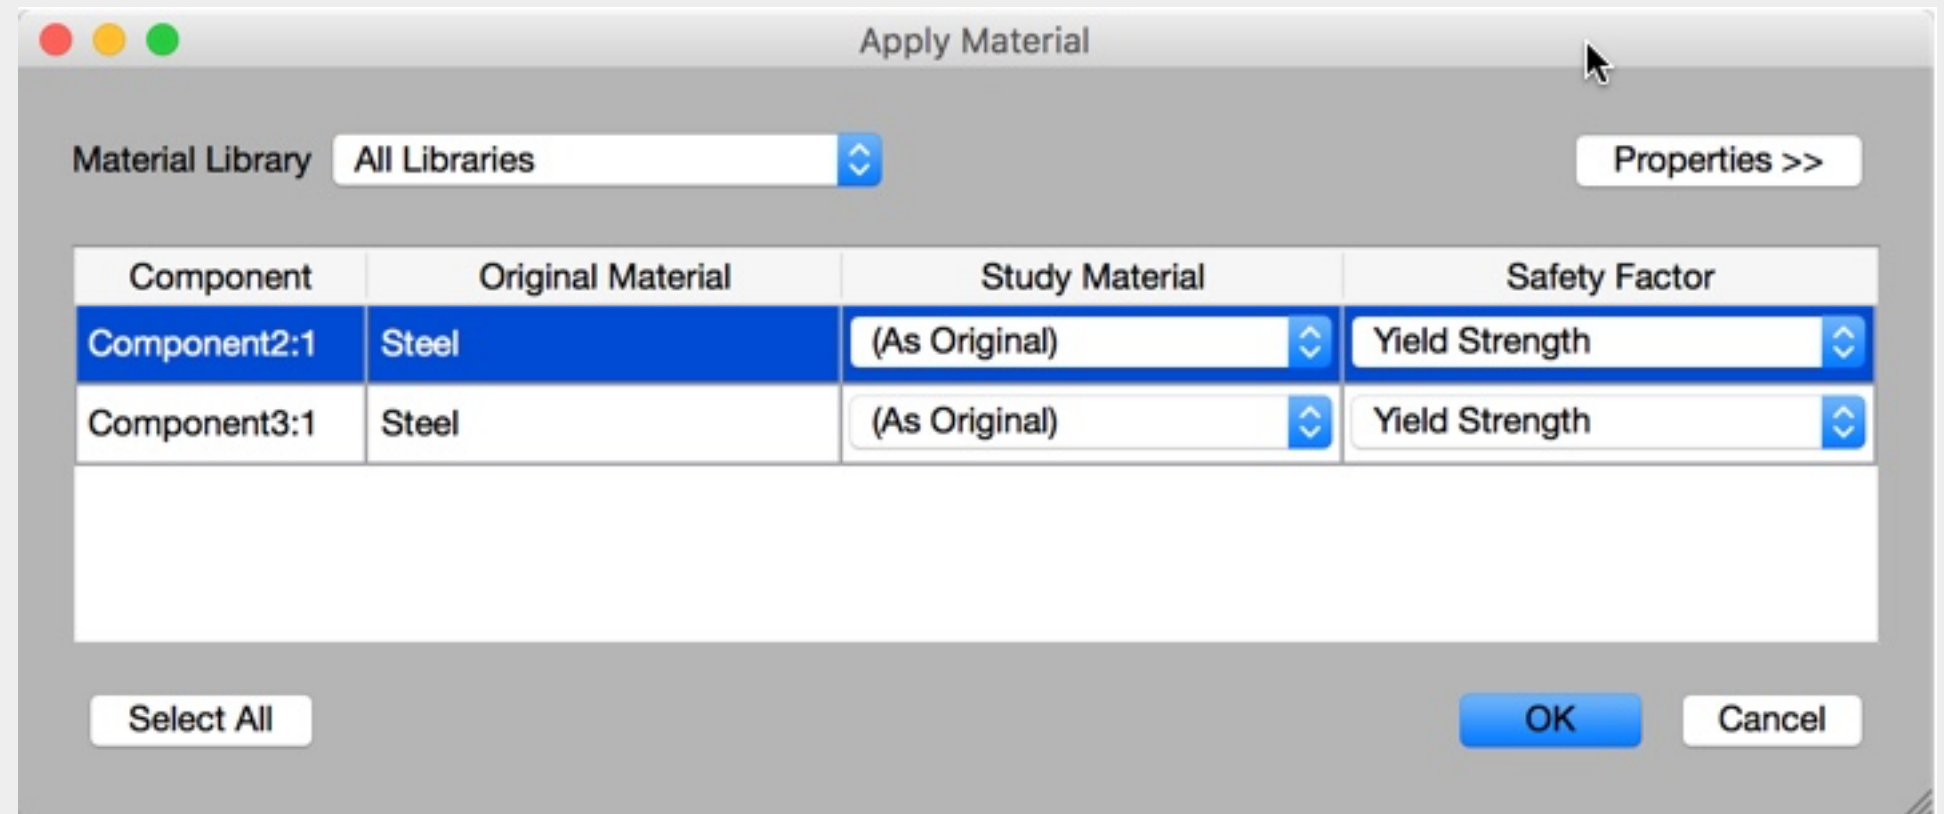 Apply Material
Material Library All Libraries Properties >>
Component Original Material Study Material Safety Factor
Component2:1 Steel (As Original) Yield Strength
Component3:1 Steel (As Original) Yield Strength
Select All OK Cancel